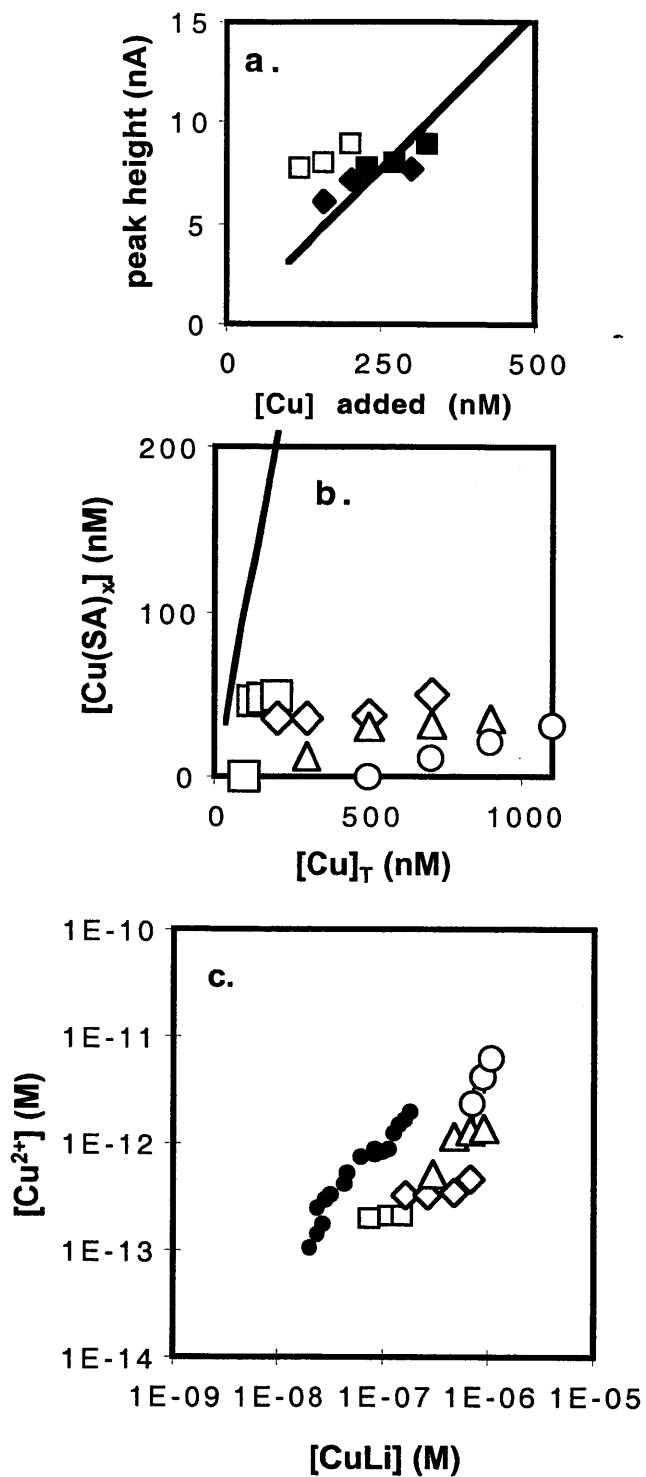 15
a.
10
5
0
peak height (nA)
0 250 500
[Cu] added (nM)
200
b.
100
0
[Cu(SA)x] (nM)
0 500 1000
[Cu]T (nM)
1E-10
c.
1E-11
1E-12
1E-13
1E-14
[Cu2+] (M)
1E-09 1E-08 1E-07 1E-06 1E-05
[CuLi] (M)